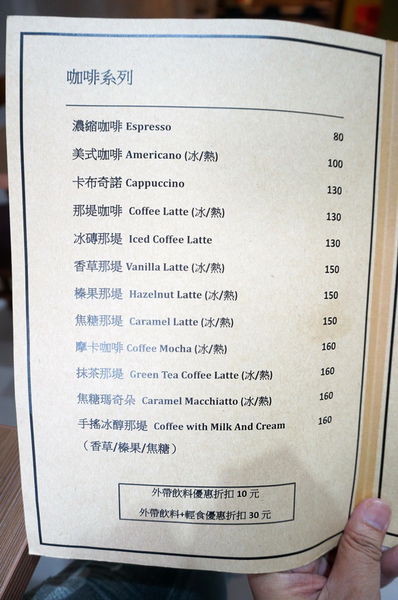 咖啡系列
濃縮咖啡 Espresso 80
美式咖啡 Americano (冰/熱) 100
卡布奇諾 Cappuccino 130
那堤咖啡 Coffee Latte (冰/熱) 130
冰磚那堤 Iced Coffee Latte 130
香草那堤 Vanilla Latte (冰/熱) 150
榛果那堤 Hazelnut Latte (冰/熱) 150
焦糖那堤 Caramel Latte (冰/熱) 150
摩卡咖啡 Coffee Mocha (冰/熱) 160
抹茶那堤 Green Tea Coffee Latte (冰/熱) 160
焦糖瑪奇朵 Caramel Macchiatto (冰/熱) 160
手搖冰醇那堤 Coffee with Milk And Cream 160
（香草/榛果/焦糖）
外帶飲料優惠折扣 10 元
外帶飲料+輕食優惠折扣 30 元